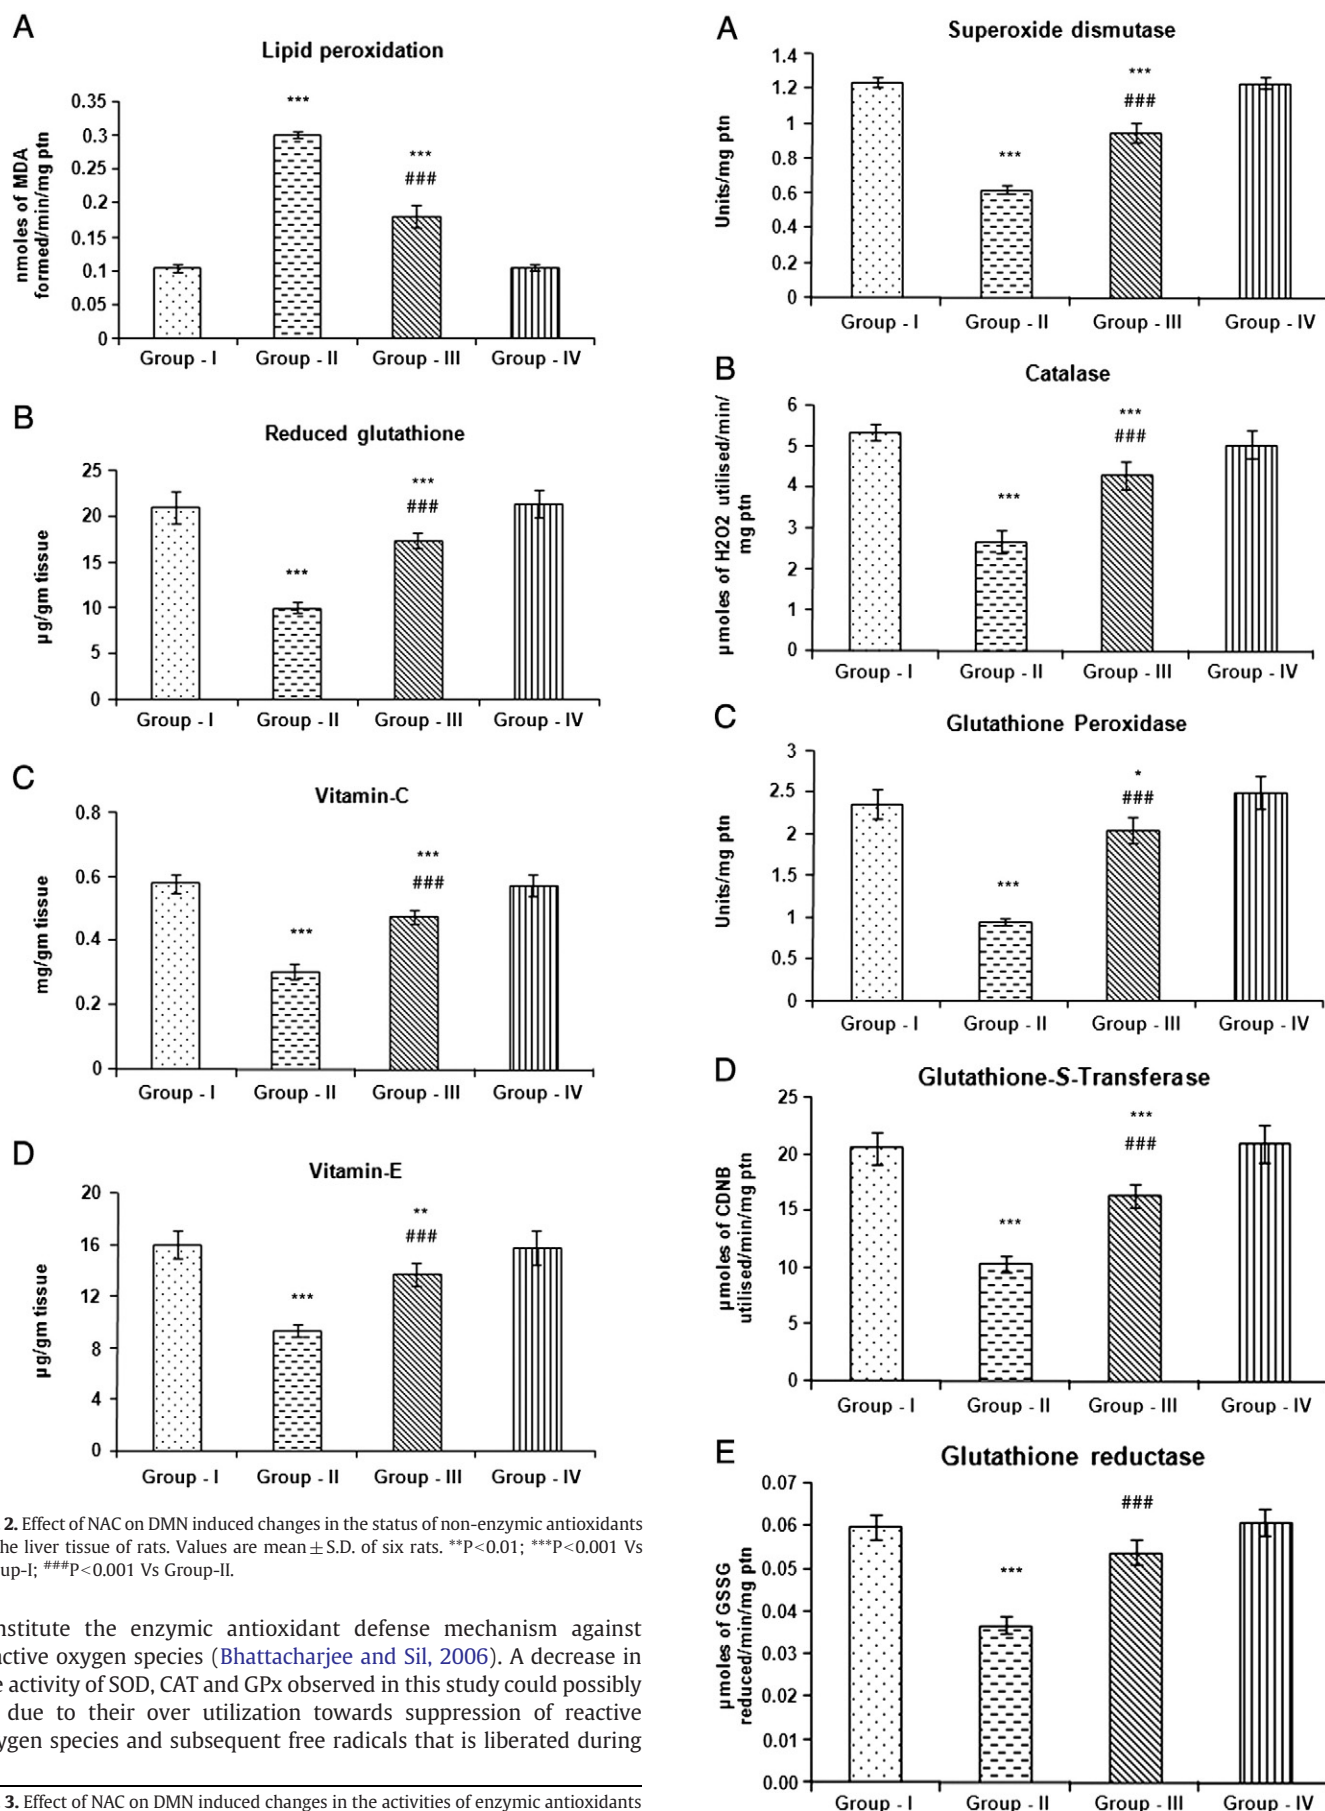 A
Lipid peroxidation
nmoles of MDA
formed/min/mg ptn
0.35
0.3
0.25
0.2
0.15
0.1
0.05
0
***
***
###
Group - I Group - II Group - III Group - IV
B
Reduced glutathione
µg/gm tissue
25
20
15
10
5
0
***
***
###
Group - I Group - II Group - III Group - IV
C
Vitamin-C
mg/gm tissue
0.8
0.6
0.4
0.2
0
***
***
###
Group - I Group - II Group - III Group - IV
D
Vitamin-E
µg/gm tissue
20
16
12
8
4
0
***
**
###
Group - I Group - II Group - III Group - IV
2. Effect of NAC on DMN induced changes in the status of non-enzymic antioxidants
he liver tissue of rats. Values are mean ± S.D. of six rats. **P<0.01; ***P<0.001 Vs
up-I; ###P<0.001 Vs Group-II.
nstitute the enzymic antioxidant defense mechanism against
active oxygen species (Bhattacharjee and Sil, 2006). A decrease in
e activity of SOD, CAT and GPx observed in this study could possibly
due to their over utilization towards suppression of reactive
ygen species and subsequent free radicals that is liberated during
3. Effect of NAC on DMN induced changes in the activities of enzymic antioxidants
A
Superoxide dismutase
Units/mg ptn
1.4
1.2
1
0.8
0.6
0.4
0.2
0
***
***
###
Group - I Group - II Group - III Group - IV
B
Catalase
µmoles of H2O2 utilised/min/
mg ptn
6
5
4
3
2
1
0
***
***
###
Group - I Group - II Group - III Group - IV
C
Glutathione Peroxidase
Units/mg ptn
3
2.5
2
1.5
1
0.5
0
***
*
###
Group - I Group - II Group - III Group - IV
D
Glutathione-S-Transferase
µmoles of CDNB
utilised/min/mg ptn
25
20
15
10
5
0
***
***
###
Group - I Group - II Group - III Group - IV
E
Glutathione reductase
µmoles of GSSG
reduced/min/mg ptn
0.07
0.06
0.05
0.04
0.03
0.02
0.01
0.00
***
###
Group - I Group - II Group - III Group - IV